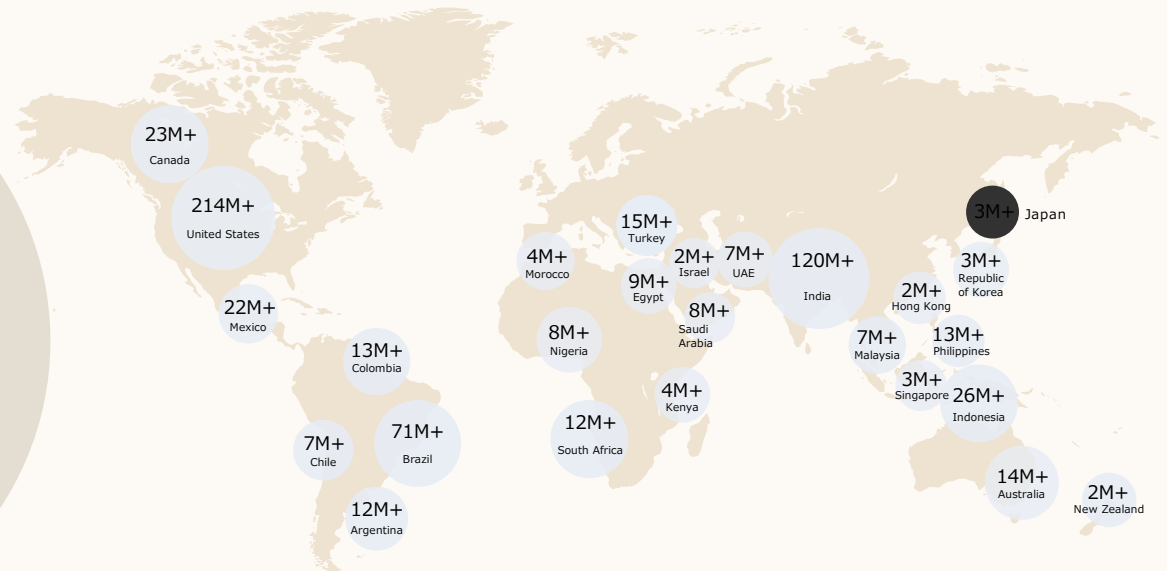 23M+
Canada
214M+
United States
22M+
Mexico
13M+
Colombia
7M+
Chile
71M+
Brazil
12M+
Argentina
4M+
Morocco
15M+
Turkey
9M+
Egypt
2M+
Israel
7M+
UAE
8M+
Saudi
Arabia
8M+
Nigeria
4M+
Kenya
12M+
South Africa
120M+
India
3M+ Japan
3M+
Republic
of Korea
2M+
Hong Kong
7M+
Malaysia
13M+
Philippines
3M+
Singapore
26M+
Indonesia
14M+
Australia
2M+
New Zealand